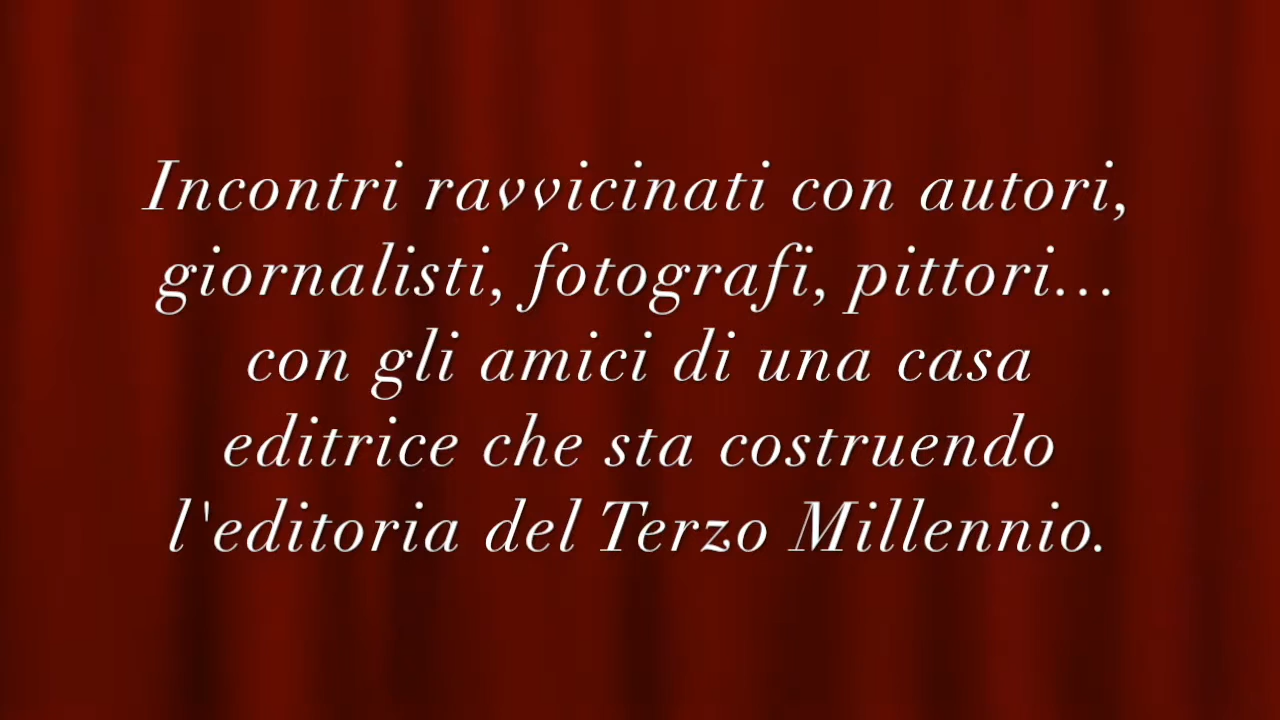 Incontri ravvicinati con autori,
giornalisti, fotografi, pittori...
con gli amici di una casa
editrice che sta costruendo
l'editoria del Terzo Millennio.